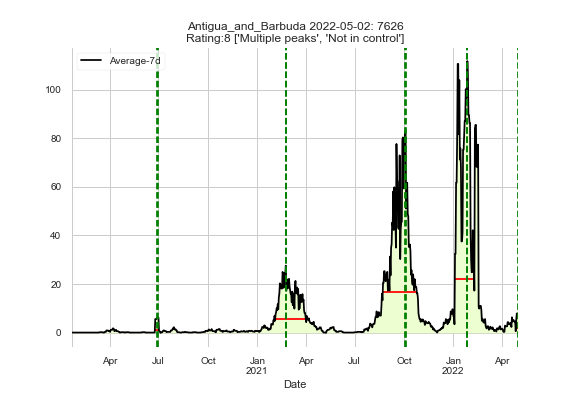 Antigua_and_Barbuda 2022-05-02: 7626
Rating:8 ['Multiple peaks', 'Not in control']
Average-7d
100
80
60
40
20
0
Apr Jul Oct Jan Apr Jul Oct Jan Apr
2021 2022
Date